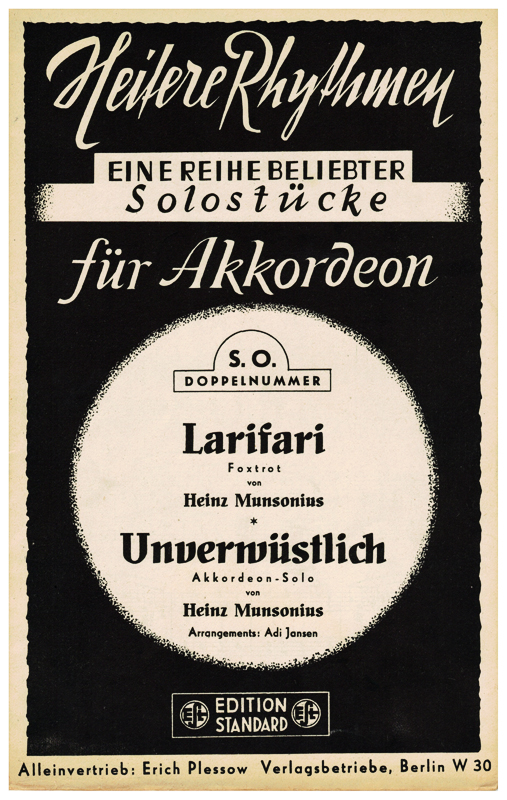 Heitere Rhythmen
EINE REIHE BELIEBTER
Solostücke
für Akkordeon
S. O.
DOPPELNUMMER
Larifari
Foxtrot
von
Heinz Munsonius
*
Unverwüstlich
Akkordeon-Solo
von
Heinz Munsonius
Arrangements: Adi Jansen
EDITION
STANDARD
Alleinvertrieb: Erich Plessow Verlagsbetriebe, Berlin W 30